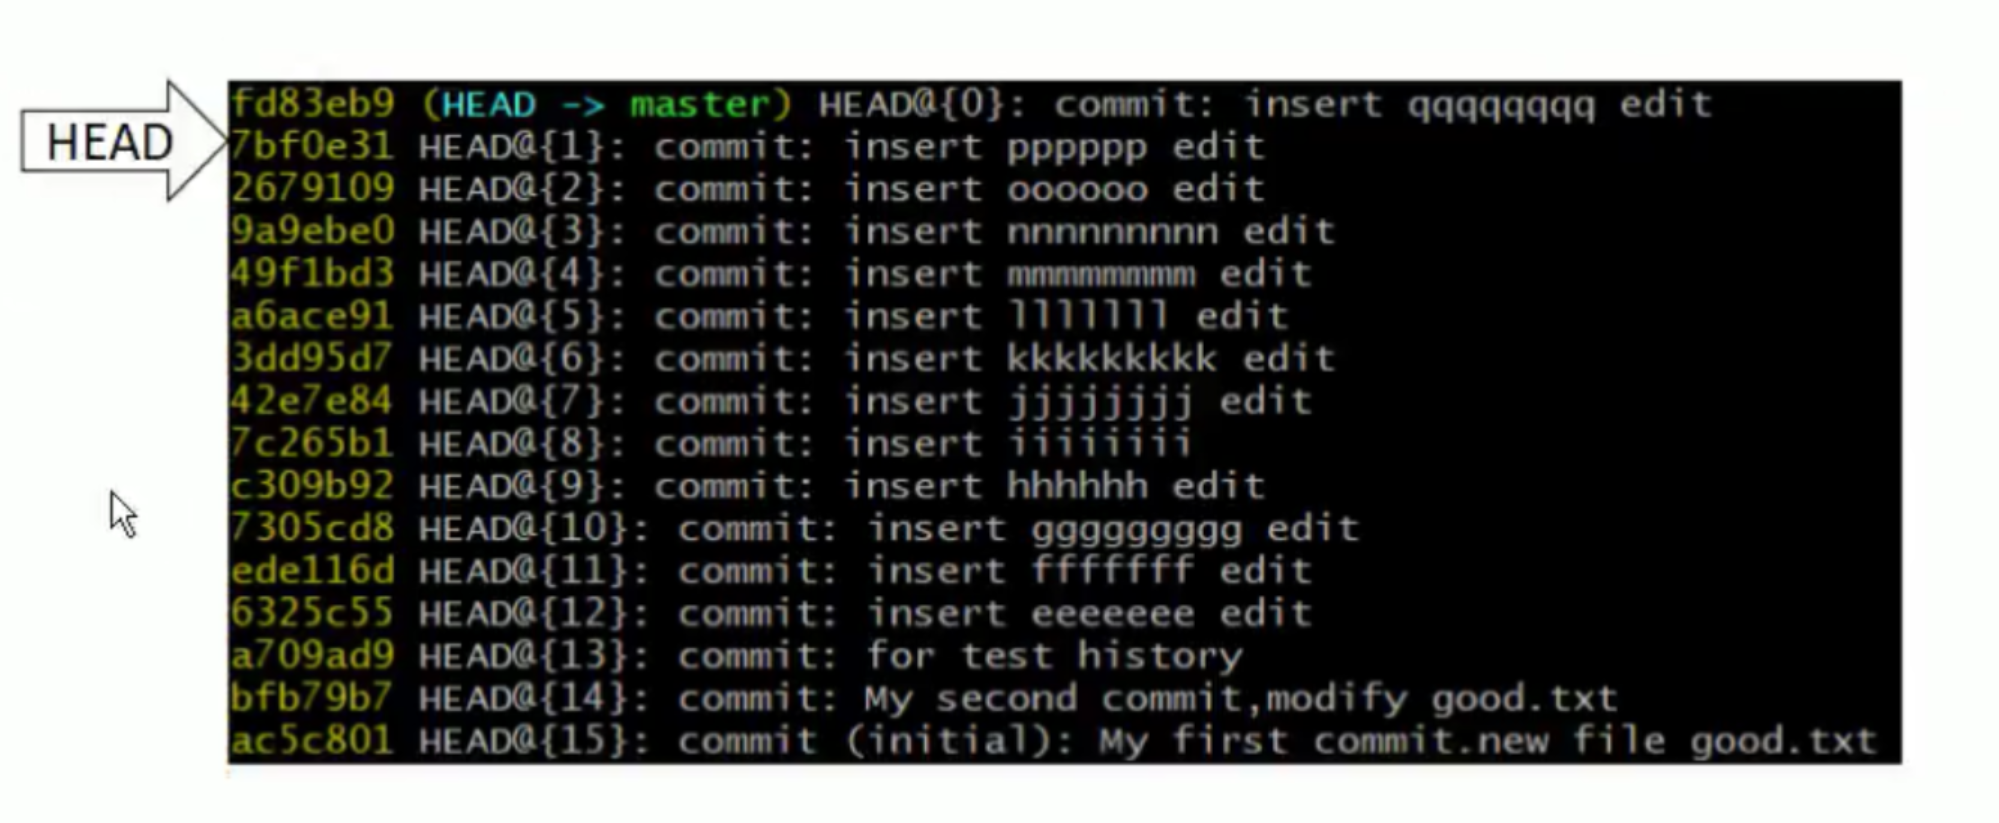 HEAD
fd83eb9 (HEAD -> master) HEAD@{0}: commit: insert qqqqqqqq edit
7bf0e31 HEAD@{1}: commit: insert pppppp edit
2679109 HEAD@{2}: commit: insert oooooo edit
9a9ebe0 HEAD@{3}: commit: insert nnnnnnnnn edit
49f1bd3 HEAD@{4}: commit: insert mmmmmmmm edit
a6ace91 HEAD@{5}: commit: insert lllllll edit
3dd95d7 HEAD@{6}: commit: insert kkkkkkkkk edit
42e7e84 HEAD@{7}: commit: insert jjjjjjjj edit
7c265b1 HEAD@{8}: commit: insert iiiiiiii
c309b92 HEAD@{9}: commit: insert hhhhhh edit
7305cd8 HEAD@{10}: commit: insert ggggggggg edit
ede116d HEAD@{11}: commit: insert fffffff edit
6325c55 HEAD@{12}: commit: insert eeeeeee edit
a709ad9 HEAD@{13}: commit: for test history
bfb79b7 HEAD@{14}: commit: My second commit,modify good.txt
ac5c801 HEAD@{15}: commit (initial): My first commit.new file good.txt